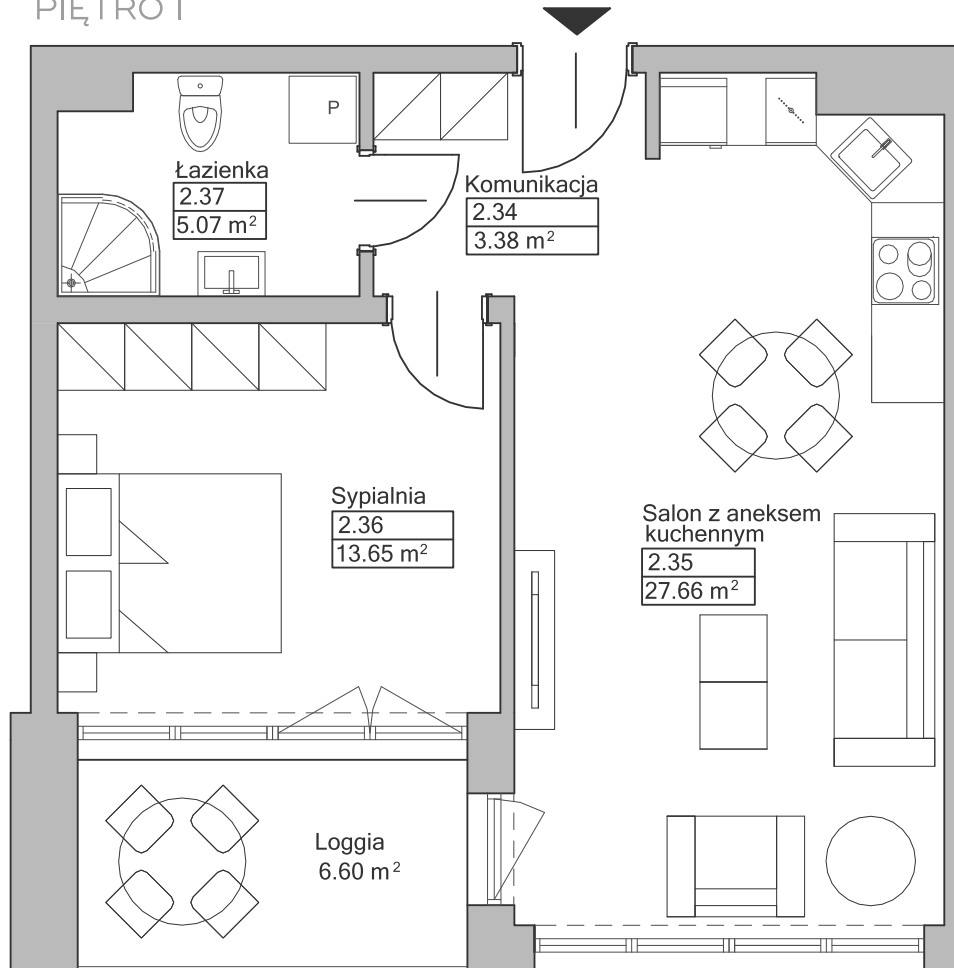 PIĘTRO I
P
Łazienka
2.37
5.07 m²
Komunikacja
2.34
3.38 m²
Sypialnia
2.36
13.65 m²
Salon z aneksem
kuchennym
2.35
27.66 m²
Loggia
6.60 m²